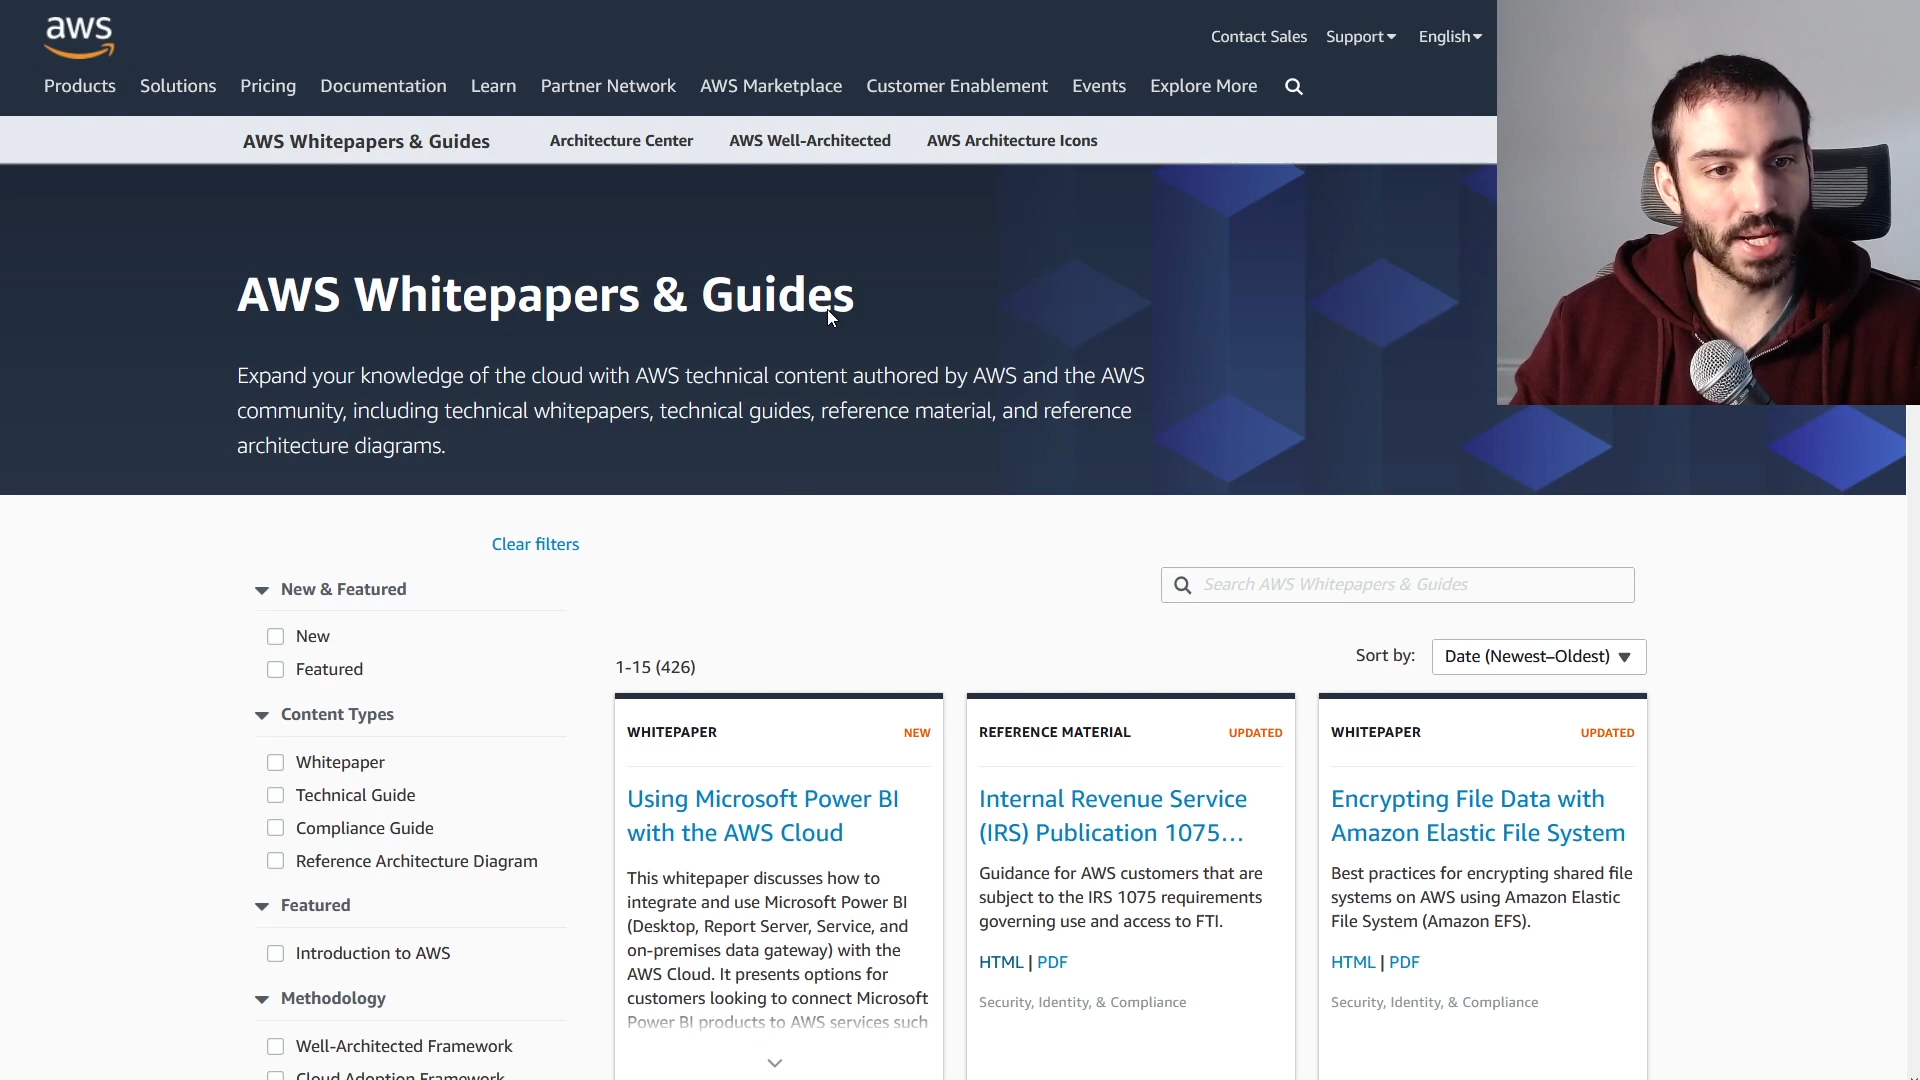 aws
Contact Sales Support English
Products Solutions Pricing Documentation Learn Partner Network AWS Marketplace Customer Enablement Events Explore More
AWS Whitepapers & Guides Architecture Center AWS Well-Architected AWS Architecture Icons
AWS Whitepapers & Guides
Expand your knowledge of the cloud with AWS technical content authored by AWS and the AWS
community, including technical whitepapers, technical guides, reference material, and reference
architecture diagrams.
Clear filters
New & Featured
New
Featured
Content Types
Whitepaper
Technical Guide
Compliance Guide
Reference Architecture Diagram
Featured
Introduction to AWS
Methodology
Well-Architected Framework
Cloud Adoption Framework
Search AWS Whitepapers & Guides
Sort by: Date (Newest–Oldest)
1-15 (426)
WHITEPAPER NEW
Using Microsoft Power BI
with the AWS Cloud
This whitepaper discusses how to
integrate and use Microsoft Power BI
(Desktop, Report Server, Service, and
on-premises data gateway) with the
AWS Cloud. It presents options for
customers looking to connect Microsoft
Power BI products to AWS services such
REFERENCE MATERIAL UPDATED
Internal Revenue Service
(IRS) Publication 1075...
Guidance for AWS customers that are
subject to the IRS 1075 requirements
governing use and access to FTI.
HTML | PDF
Security, Identity, & Compliance
WHITEPAPER UPDATED
Encrypting File Data with
Amazon Elastic File System
Best practices for encrypting shared file
systems on AWS using Amazon Elastic
File System (Amazon EFS).
HTML | PDF
Security, Identity, & Compliance